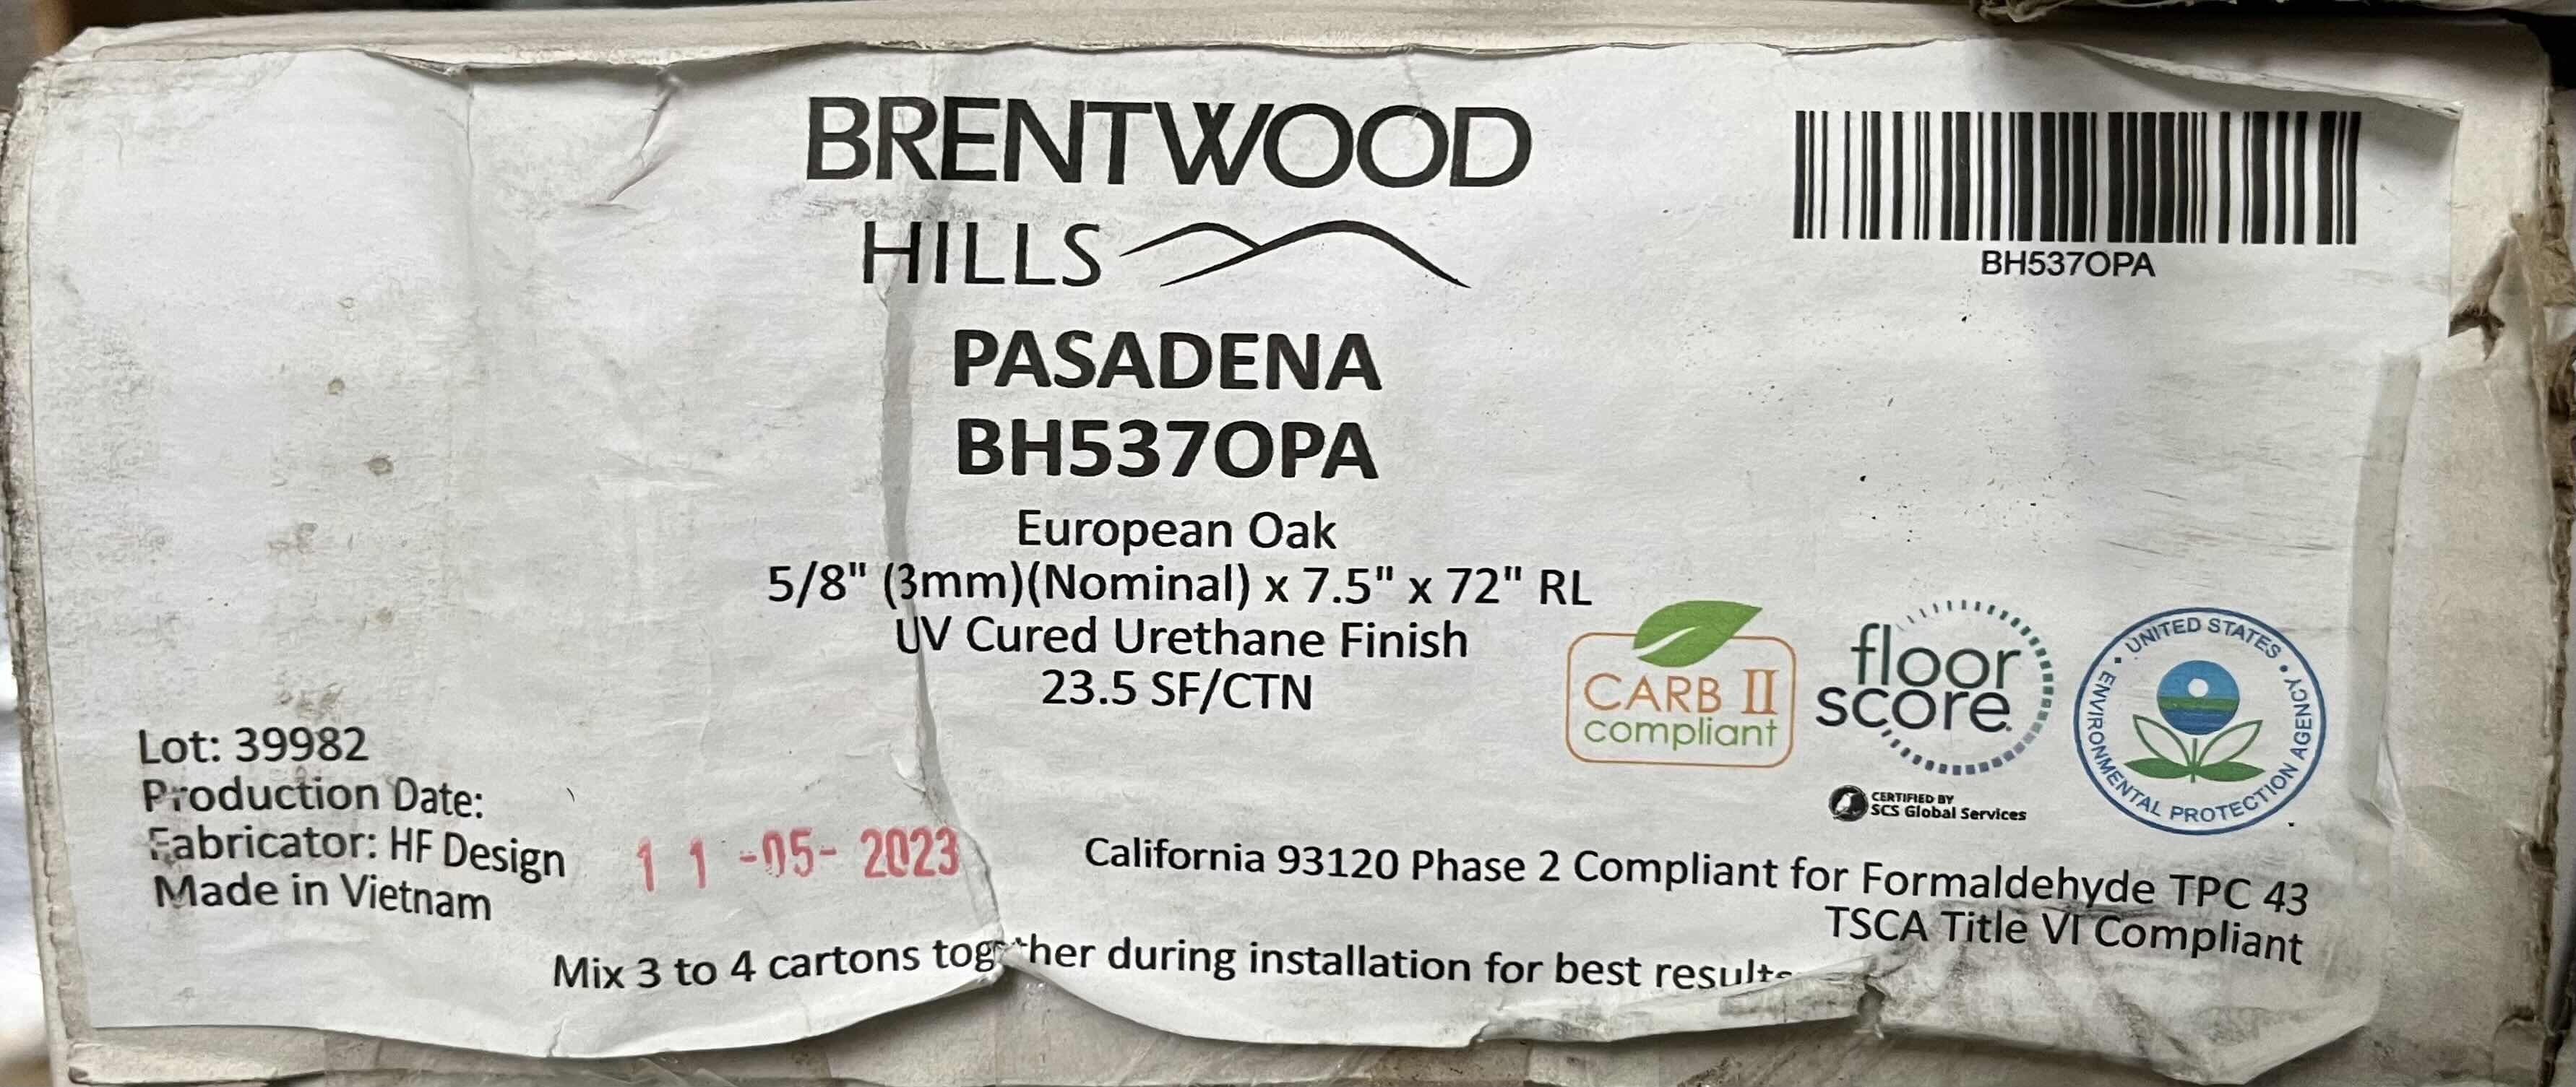 BRENTWOOD
HILLS
BH537OPA
PASADENA
BH537OPA
European Oak
5/8" (3mm)(Nominal) x 7.5" x 72" RL
UV Cured Urethane Finish
23.5 SF/CTN
CARB II
compliant
floor
score
CERTIFIED BY
SCS Global Services
UNITED STATES • ENVIRONMENTAL PROTECTION AGENCY •
Lot: 39982
Production Date:
Fabricator: HF Design
Made in Vietnam
11-05-2023
California 93120 Phase 2 Compliant for Formaldehyde TPC 43
TSCA Title VI Compliant
Mix 3 to 4 cartons together during installation for best results